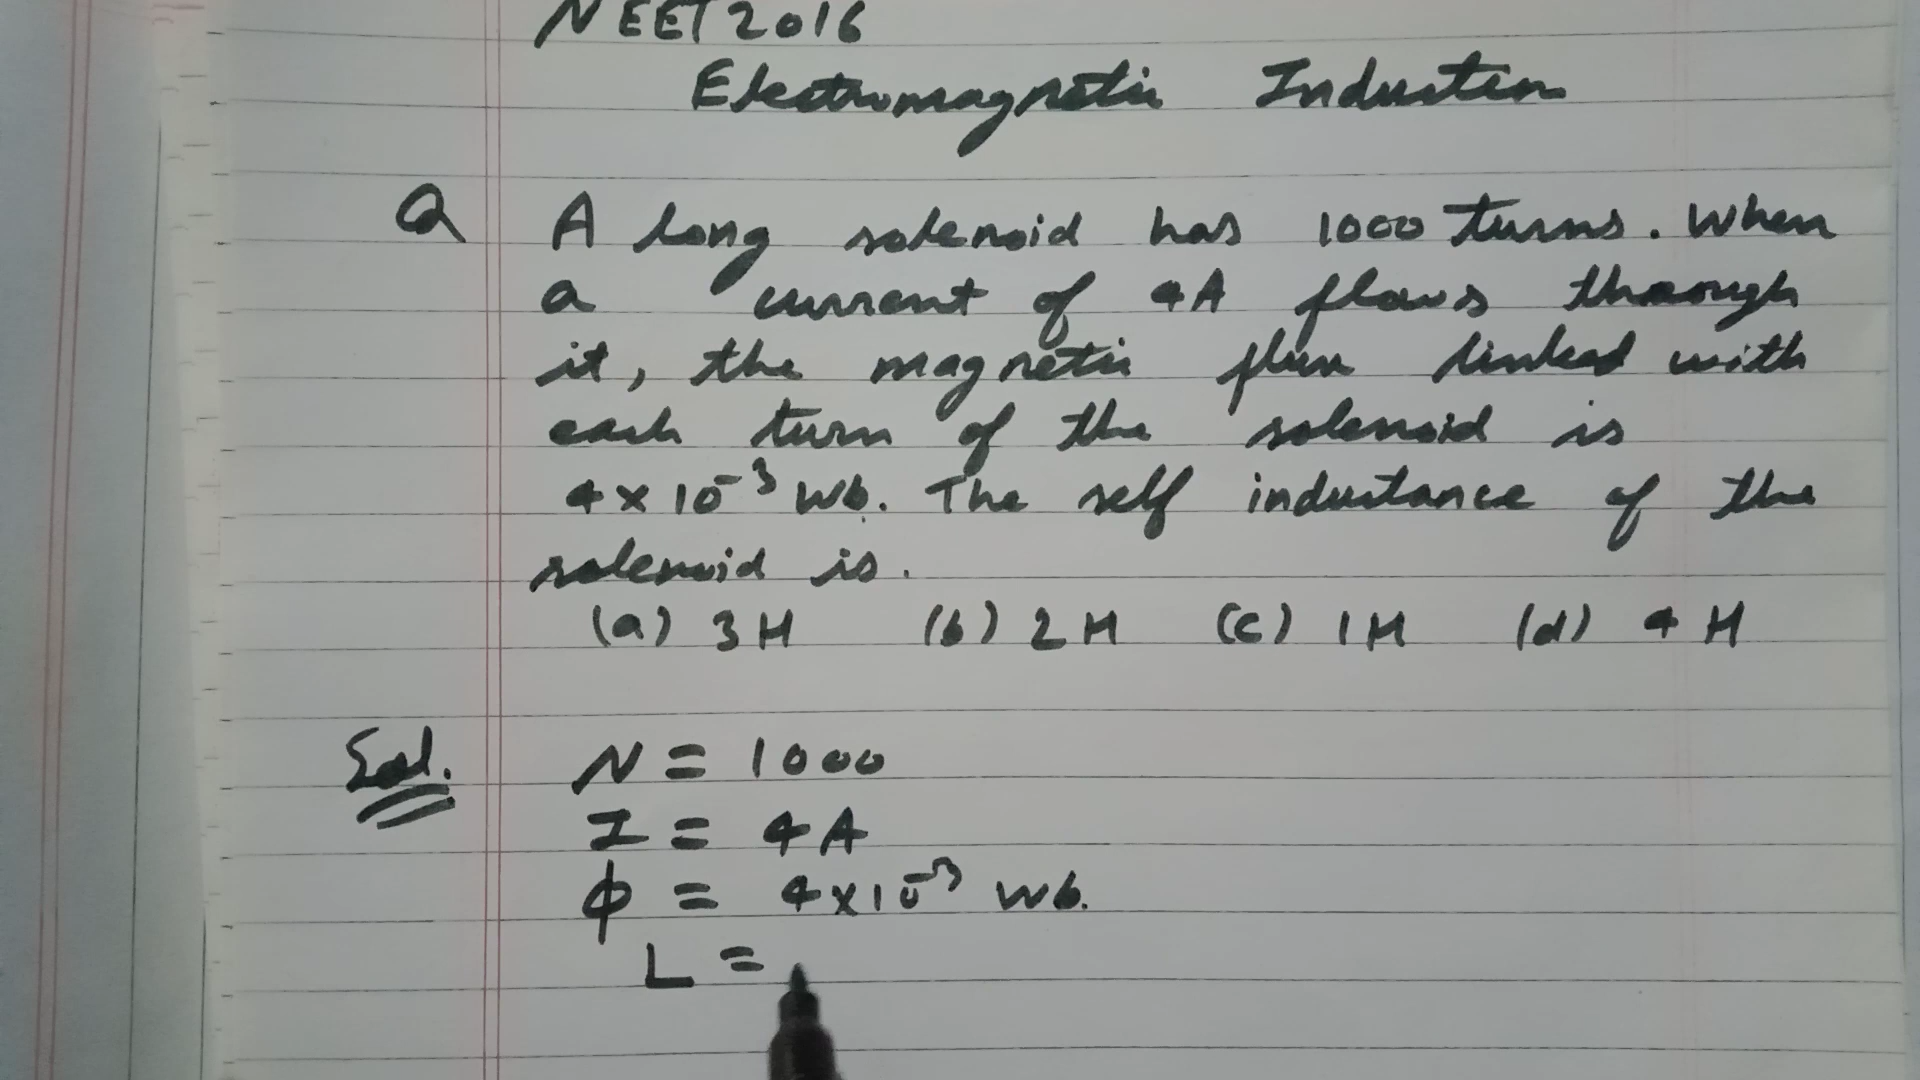 NEET 2016
Electromagnetic Induction
Q A long solenoid has 1000 turns. When
a current of 4A flows through
it, the magnetic flux linked with
each turn of the solenoid is
4 × 10⁻³ Wb. The self inductance of the
solenoid is.
(a) 3H (b) 2H (c) 1H (d) 4 H
Sol. N = 1000
I = 4A
ϕ = 4×10⁻³ Wb.
L =